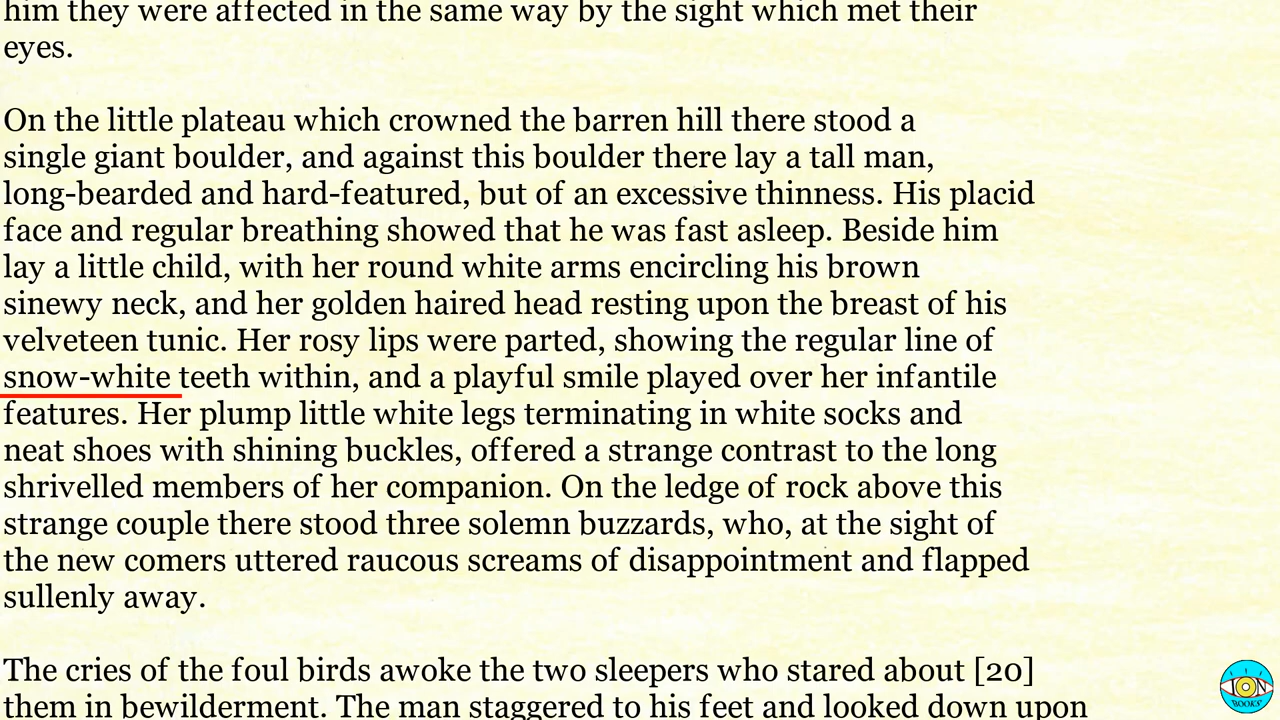 him they were affected in the same way by the sight which met their
eyes.
On the little plateau which crowned the barren hill there stood a
single giant boulder, and against this boulder there lay a tall man,
long-bearded and hard-featured, but of an excessive thinness. His placid
face and regular breathing showed that he was fast asleep. Beside him
lay a little child, with her round white arms encircling his brown
sinewy neck, and her golden haired head resting upon the breast of his
velveteen tunic. Her rosy lips were parted, showing the regular line of
snow-white teeth within, and a playful smile played over her infantile
features. Her plump little white legs terminating in white socks and
neat shoes with shining buckles, offered a strange contrast to the long
shrivelled members of her companion. On the ledge of rock above this
strange couple there stood three solemn buzzards, who, at the sight of
the new comers uttered raucous screams of disappointment and flapped
sullenly away.
The cries of the foul birds awoke the two sleepers who stared about [20]
them in bewilderment. The man staggered to his feet and looked down upon
ION
BOOKS